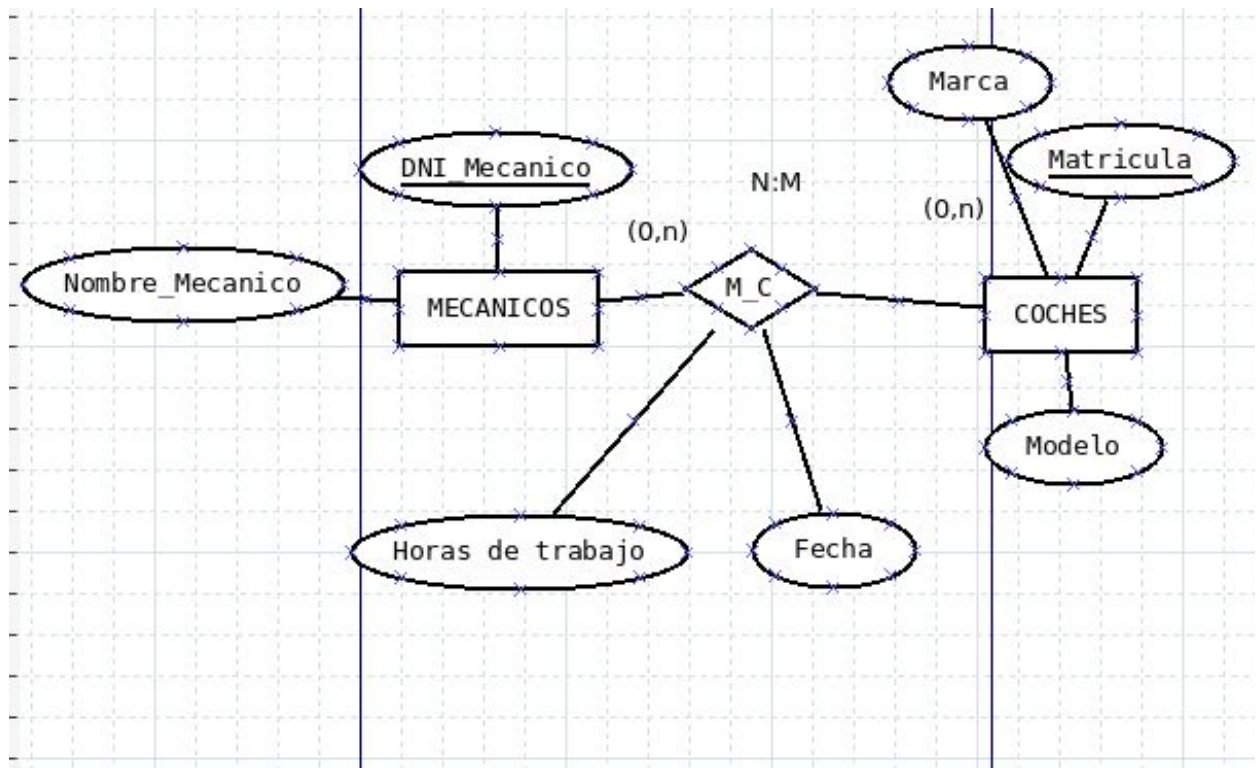 Marca
DNI_Mecanico
Matricula
N:M
(0,n)
(0,n)
Nombre_Mecanico
MECANICOS
M_C
COCHES
Modelo
Horas de trabajo
Fecha